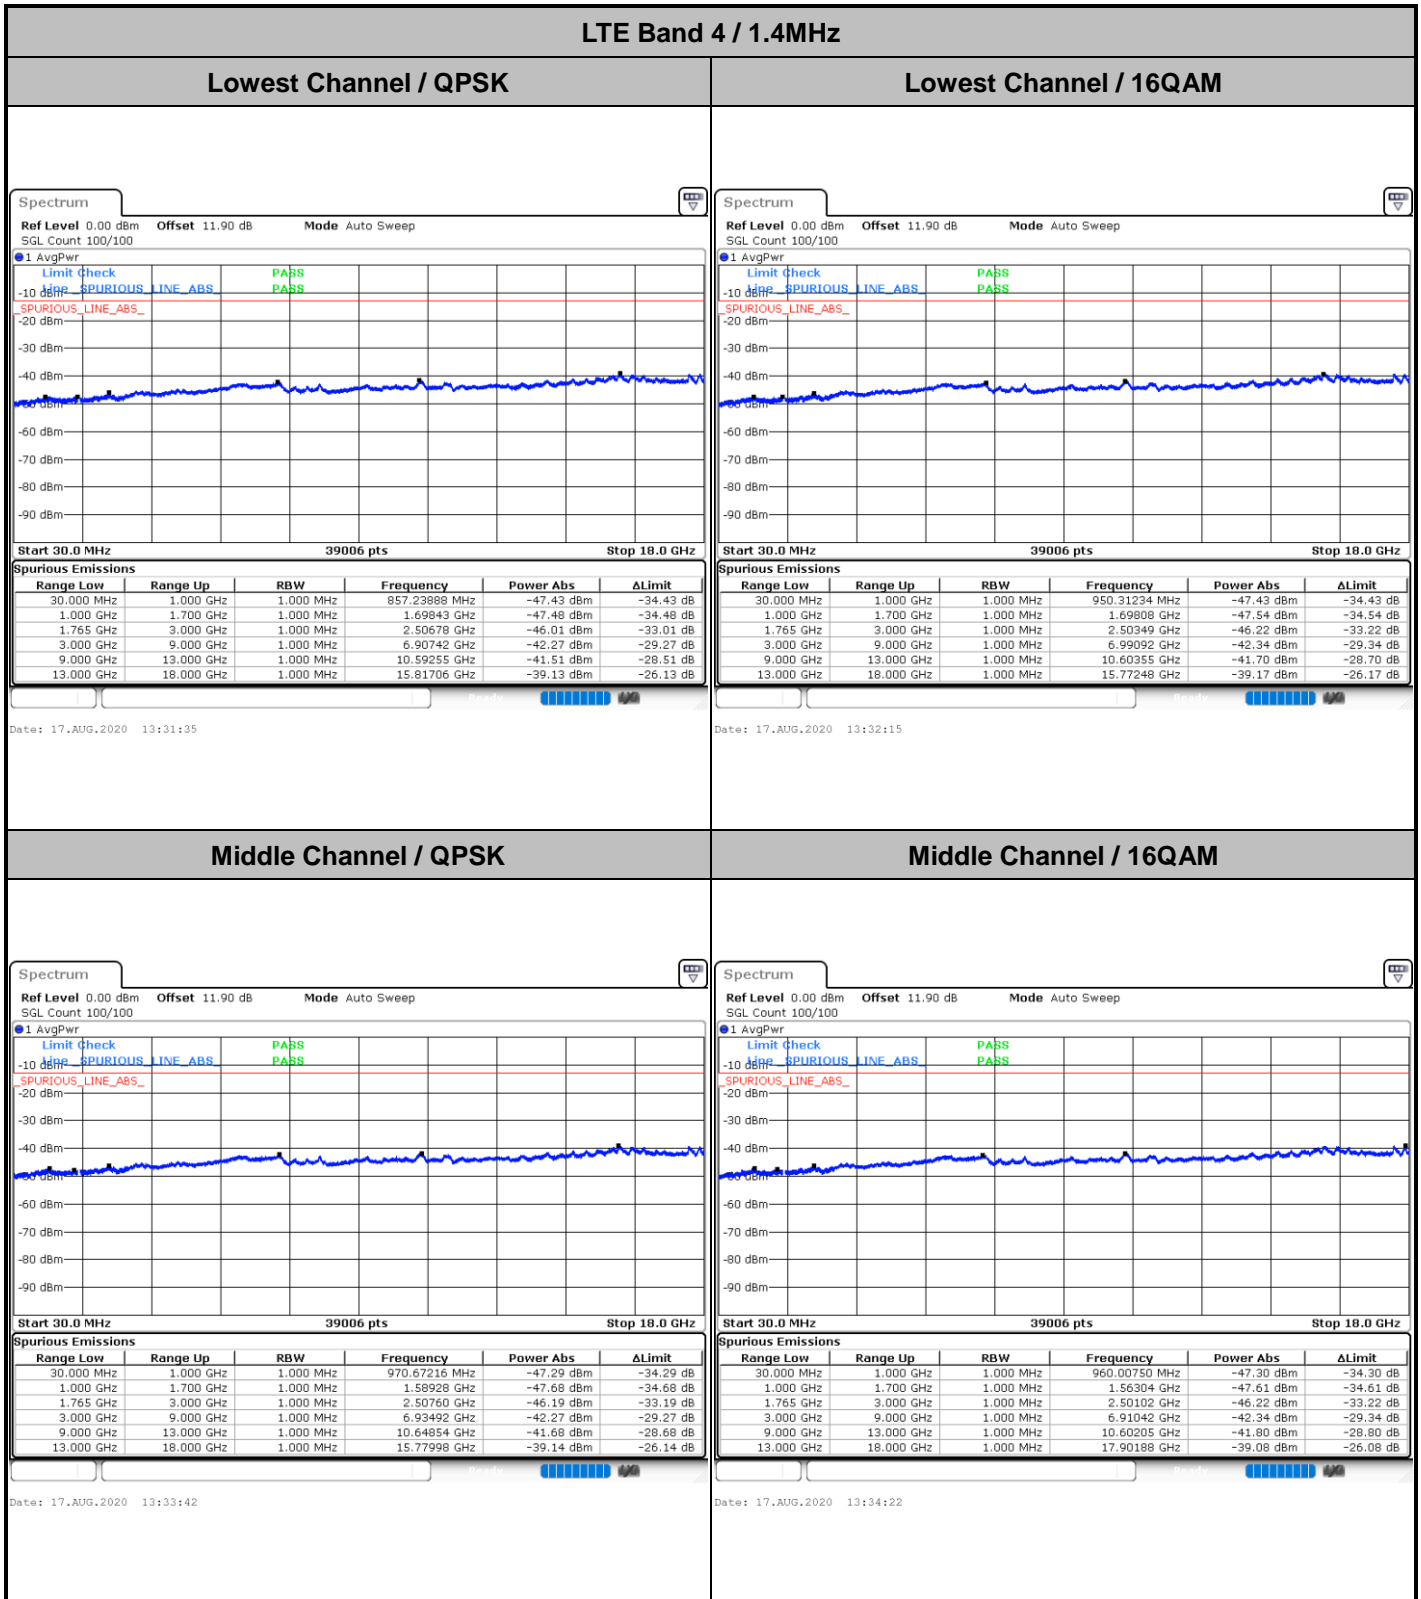 LTE Band 4 / 1.4MHz
Lowest Channel / QPSK
Lowest Channel / 16QAM
Spectrum
Ref Level 0.00 dBm Offset 11.90 dB Mode Auto Sweep
SGL Count 100/100
1 AvgPwr
Limit Check PASS
Line _SPURIOUS_LINE_ABS_ PASS
-10 dBm
_SPURIOUS_LINE_ABS_
-20 dBm
-30 dBm
-40 dBm
-50 dBm
-60 dBm
-70 dBm
-80 dBm
-90 dBm
Start 30.0 MHz 39006 pts Stop 18.0 GHz
Spurious Emissions
Range Low Range Up RBW Frequency Power Abs ΔLimit
30.000 MHz 1.000 GHz 1.000 MHz 857.23888 MHz -47.43 dBm -34.43 dB
1.000 GHz 1.700 GHz 1.000 MHz 1.69843 GHz -47.48 dBm -34.48 dB
1.765 GHz 3.000 GHz 1.000 MHz 2.50678 GHz -46.01 dBm -33.01 dB
3.000 GHz 9.000 GHz 1.000 MHz 6.90742 GHz -42.27 dBm -29.27 dB
9.000 GHz 13.000 GHz 1.000 MHz 10.59255 GHz -41.51 dBm -28.51 dB
13.000 GHz 18.000 GHz 1.000 MHz 15.81706 GHz -39.13 dBm -26.13 dB
Ready
Date: 17.AUG.2020 13:31:35
Spectrum
Ref Level 0.00 dBm Offset 11.90 dB Mode Auto Sweep
SGL Count 100/100
1 AvgPwr
Limit Check PASS
Line _SPURIOUS_LINE_ABS_ PASS
-10 dBm
_SPURIOUS_LINE_ABS_
-20 dBm
-30 dBm
-40 dBm
-50 dBm
-60 dBm
-70 dBm
-80 dBm
-90 dBm
Start 30.0 MHz 39006 pts Stop 18.0 GHz
Spurious Emissions
Range Low Range Up RBW Frequency Power Abs ΔLimit
30.000 MHz 1.000 GHz 1.000 MHz 950.31234 MHz -47.43 dBm -34.43 dB
1.000 GHz 1.700 GHz 1.000 MHz 1.69808 GHz -47.54 dBm -34.54 dB
1.765 GHz 3.000 GHz 1.000 MHz 2.50349 GHz -46.22 dBm -33.22 dB
3.000 GHz 9.000 GHz 1.000 MHz 6.99092 GHz -42.34 dBm -29.34 dB
9.000 GHz 13.000 GHz 1.000 MHz 10.60355 GHz -41.70 dBm -28.70 dB
13.000 GHz 18.000 GHz 1.000 MHz 15.77248 GHz -39.17 dBm -26.17 dB
Ready
Date: 17.AUG.2020 13:32:15
Middle Channel / QPSK
Middle Channel / 16QAM
Spectrum
Ref Level 0.00 dBm Offset 11.90 dB Mode Auto Sweep
SGL Count 100/100
1 AvgPwr
Limit Check PASS
Line _SPURIOUS_LINE_ABS_ PASS
-10 dBm
_SPURIOUS_LINE_ABS_
-20 dBm
-30 dBm
-40 dBm
-50 dBm
-60 dBm
-70 dBm
-80 dBm
-90 dBm
Start 30.0 MHz 39006 pts Stop 18.0 GHz
Spurious Emissions
Range Low Range Up RBW Frequency Power Abs ΔLimit
30.000 MHz 1.000 GHz 1.000 MHz 970.67216 MHz -47.29 dBm -34.29 dB
1.000 GHz 1.700 GHz 1.000 MHz 1.58928 GHz -47.68 dBm -34.68 dB
1.765 GHz 3.000 GHz 1.000 MHz 2.50760 GHz -46.19 dBm -33.19 dB
3.000 GHz 9.000 GHz 1.000 MHz 6.93492 GHz -42.27 dBm -29.27 dB
9.000 GHz 13.000 GHz 1.000 MHz 10.64854 GHz -41.68 dBm -28.68 dB
13.000 GHz 18.000 GHz 1.000 MHz 15.77998 GHz -39.14 dBm -26.14 dB
Ready
Date: 17.AUG.2020 13:33:42
Spectrum
Ref Level 0.00 dBm Offset 11.90 dB Mode Auto Sweep
SGL Count 100/100
1 AvgPwr
Limit Check PASS
Line _SPURIOUS_LINE_ABS_ PASS
-10 dBm
_SPURIOUS_LINE_ABS_
-20 dBm
-30 dBm
-40 dBm
-50 dBm
-60 dBm
-70 dBm
-80 dBm
-90 dBm
Start 30.0 MHz 39006 pts Stop 18.0 GHz
Spurious Emissions
Range Low Range Up RBW Frequency Power Abs ΔLimit
30.000 MHz 1.000 GHz 1.000 MHz 960.00750 MHz -47.30 dBm -34.30 dB
1.000 GHz 1.700 GHz 1.000 MHz 1.56304 GHz -47.61 dBm -34.61 dB
1.765 GHz 3.000 GHz 1.000 MHz 2.50102 GHz -46.22 dBm -33.22 dB
3.000 GHz 9.000 GHz 1.000 MHz 6.91042 GHz -42.34 dBm -29.34 dB
9.000 GHz 13.000 GHz 1.000 MHz 10.60205 GHz -41.80 dBm -28.80 dB
13.000 GHz 18.000 GHz 1.000 MHz 17.90188 GHz -39.08 dBm -26.08 dB
Ready
Date: 17.AUG.2020 13:34:22